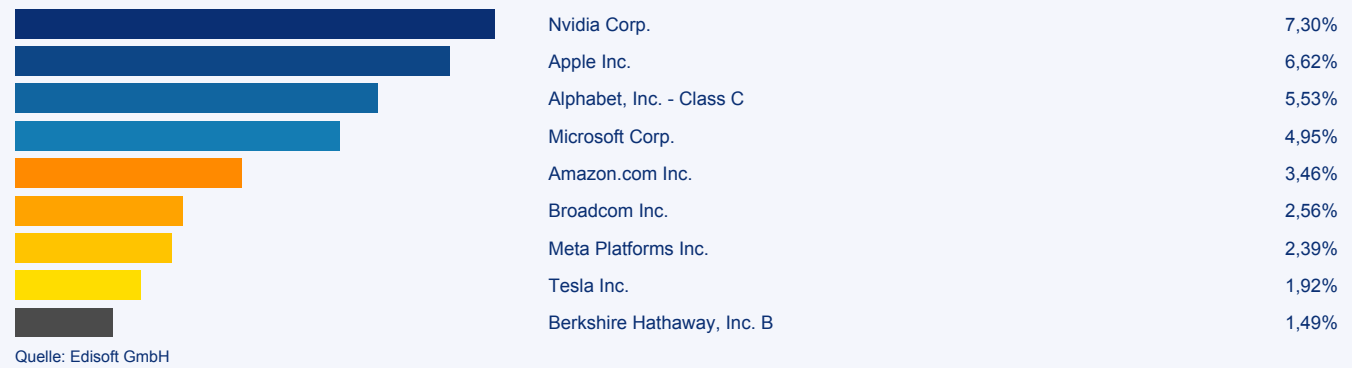 Nvidia Corp. 7,30%
Apple Inc. 6,62%
Alphabet, Inc. - Class C 5,53%
Microsoft Corp. 4,95%
Amazon.com Inc. 3,46%
Broadcom Inc. 2,56%
Meta Platforms Inc. 2,39%
Tesla Inc. 1,92%
Berkshire Hathaway, Inc. B 1,49%
Quelle: Edisoft GmbH